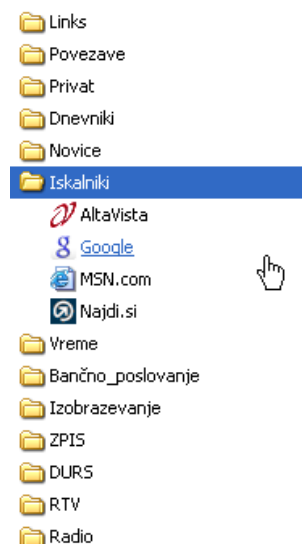 Links
Povezave
Privat
Dnevniki
Novice
Iskalniki
AltaVista
Google
MSN.com
Najdi.si
Vreme
Bančno_poslovanje
Izobrazevanje
ZPIS
DURS
RTV
Radio